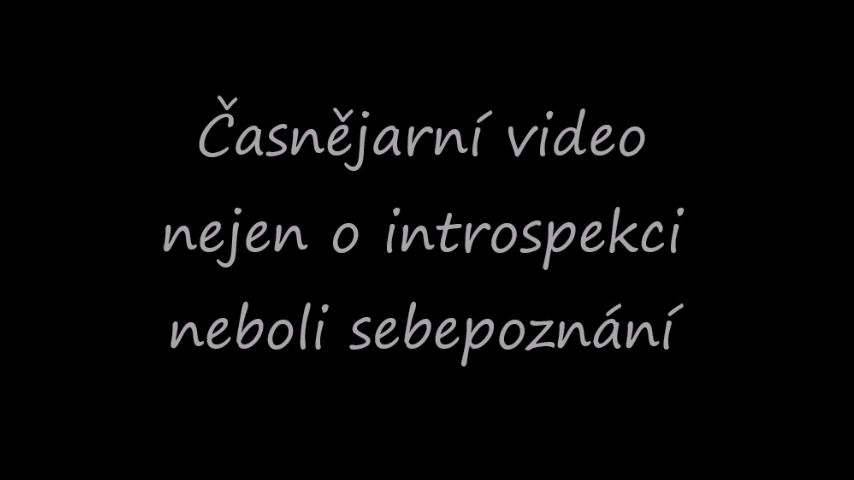 Časnějarní video
nejen o introspekci
neboli sebepoznání